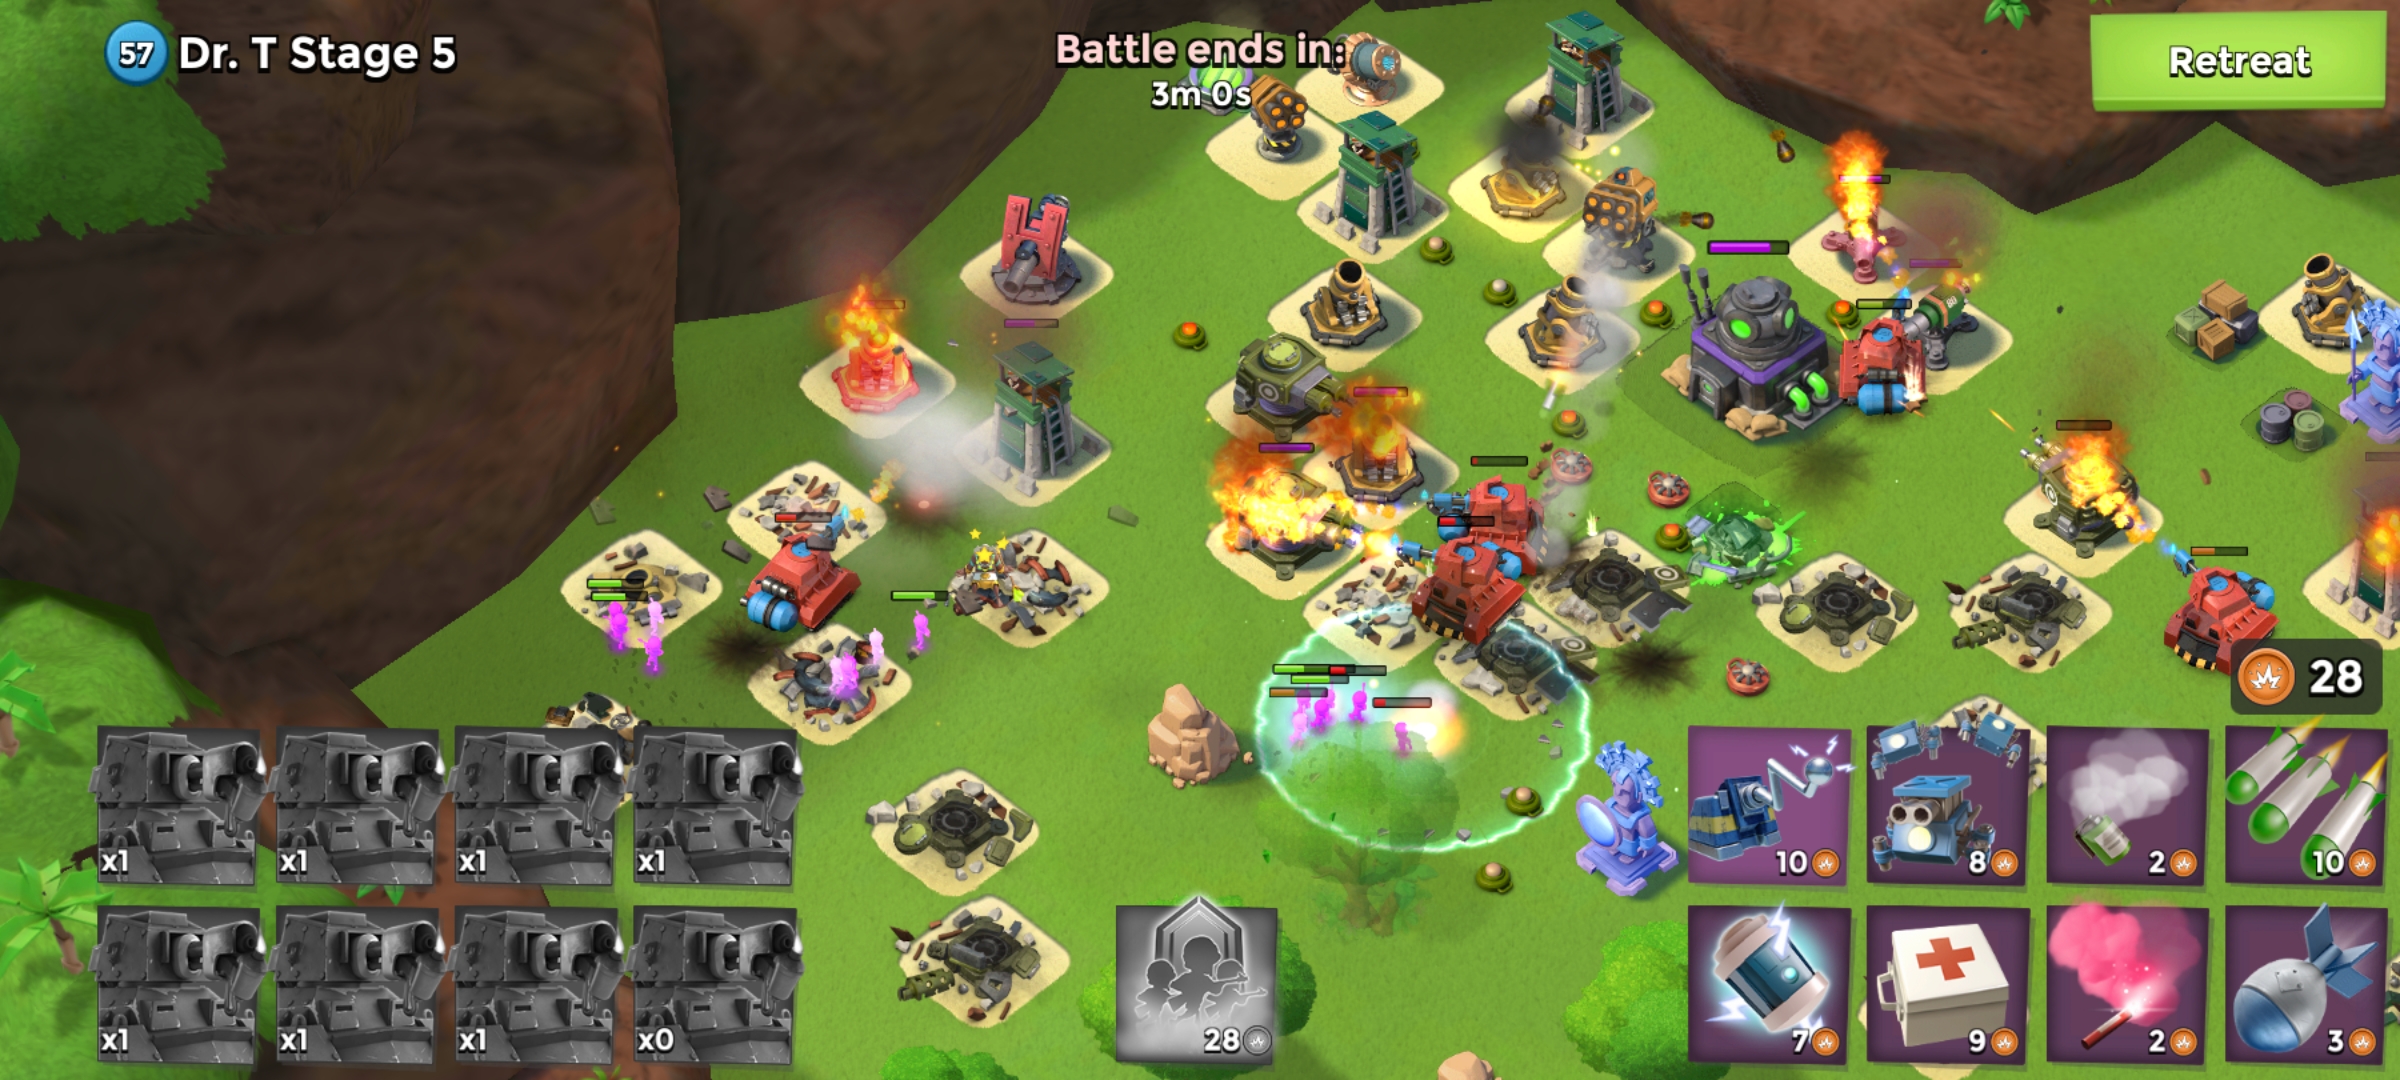 57 Dr. T Stage 5
Battle ends in:
3m 0s
Retreat
28
x1
x1
x1
x1
10
8
2
10
x1
x1
x1
x0
28
7
9
2
3